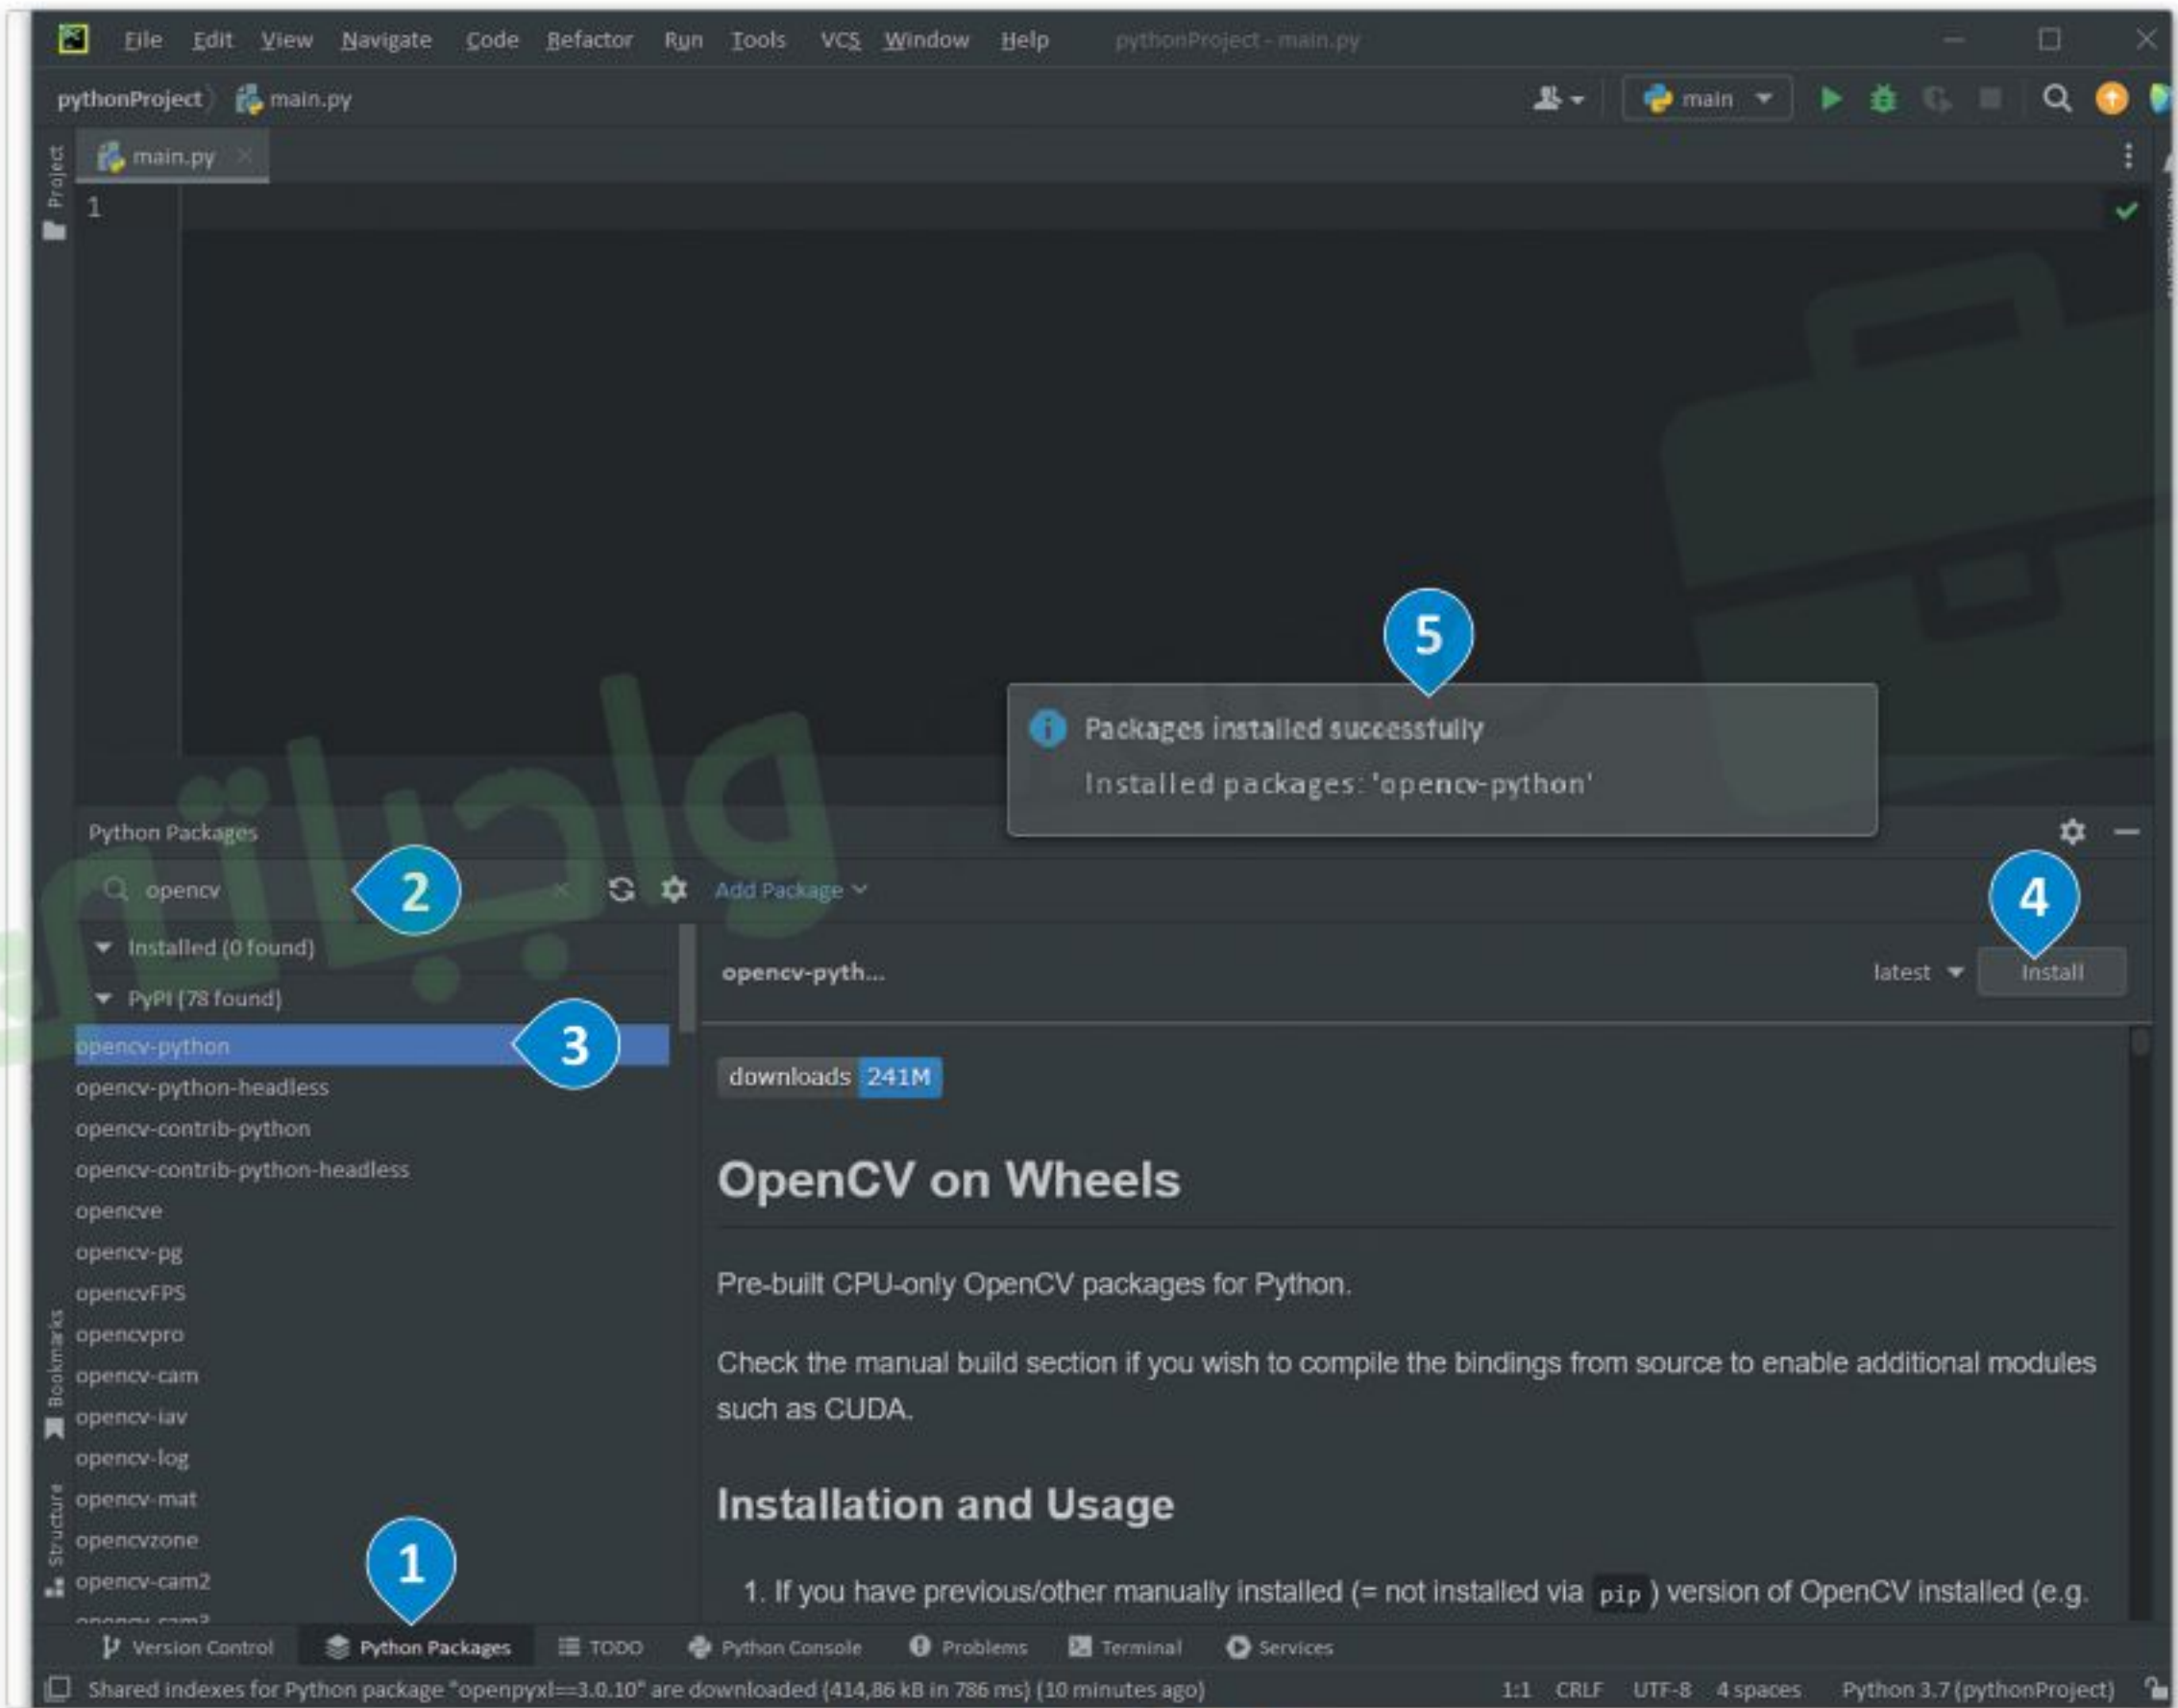 File Edit View Navigate Code Refactor Run Tools VCS Window Help pythonProject - main.py
pythonProject main.py main
main.py
Project
1
5
Packages installed successfully
Installed packages: 'opencv-python'
واجباتي
Python Packages
opencv 2 Add Package 4
Installed (0 found)
opencv-pyth... latest Install
PyPI (78 found)
opencv-python 3
opencv-python-headless
opencv-contrib-python
opencv-contrib-python-headless
opencve
opencv-pg
opencvFPS
opencvpro
opencv-cam
opencv-iav
opencv-log
opencv-mat
opencvzone
opencv-cam2
opencv-cam3
downloads 241M
OpenCV on Wheels
Pre-built CPU-only OpenCV packages for Python.
Check the manual build section if you wish to compile the bindings from source to enable additional modules
such as CUDA.
Installation and Usage
1. If you have previous/other manually installed (= not installed via pip ) version of OpenCV installed (e.g.
Bookmarks
Structure
1
Version Control Python Packages TODO Python Console Problems Terminal Services
Shared indexes for Python package "openpyxl==3.0.10" are downloaded (414,86 kB in 786 ms) (10 minutes ago) 1:1 CRLF UTF-8 4 spaces Python 3.7 (pythonProject)